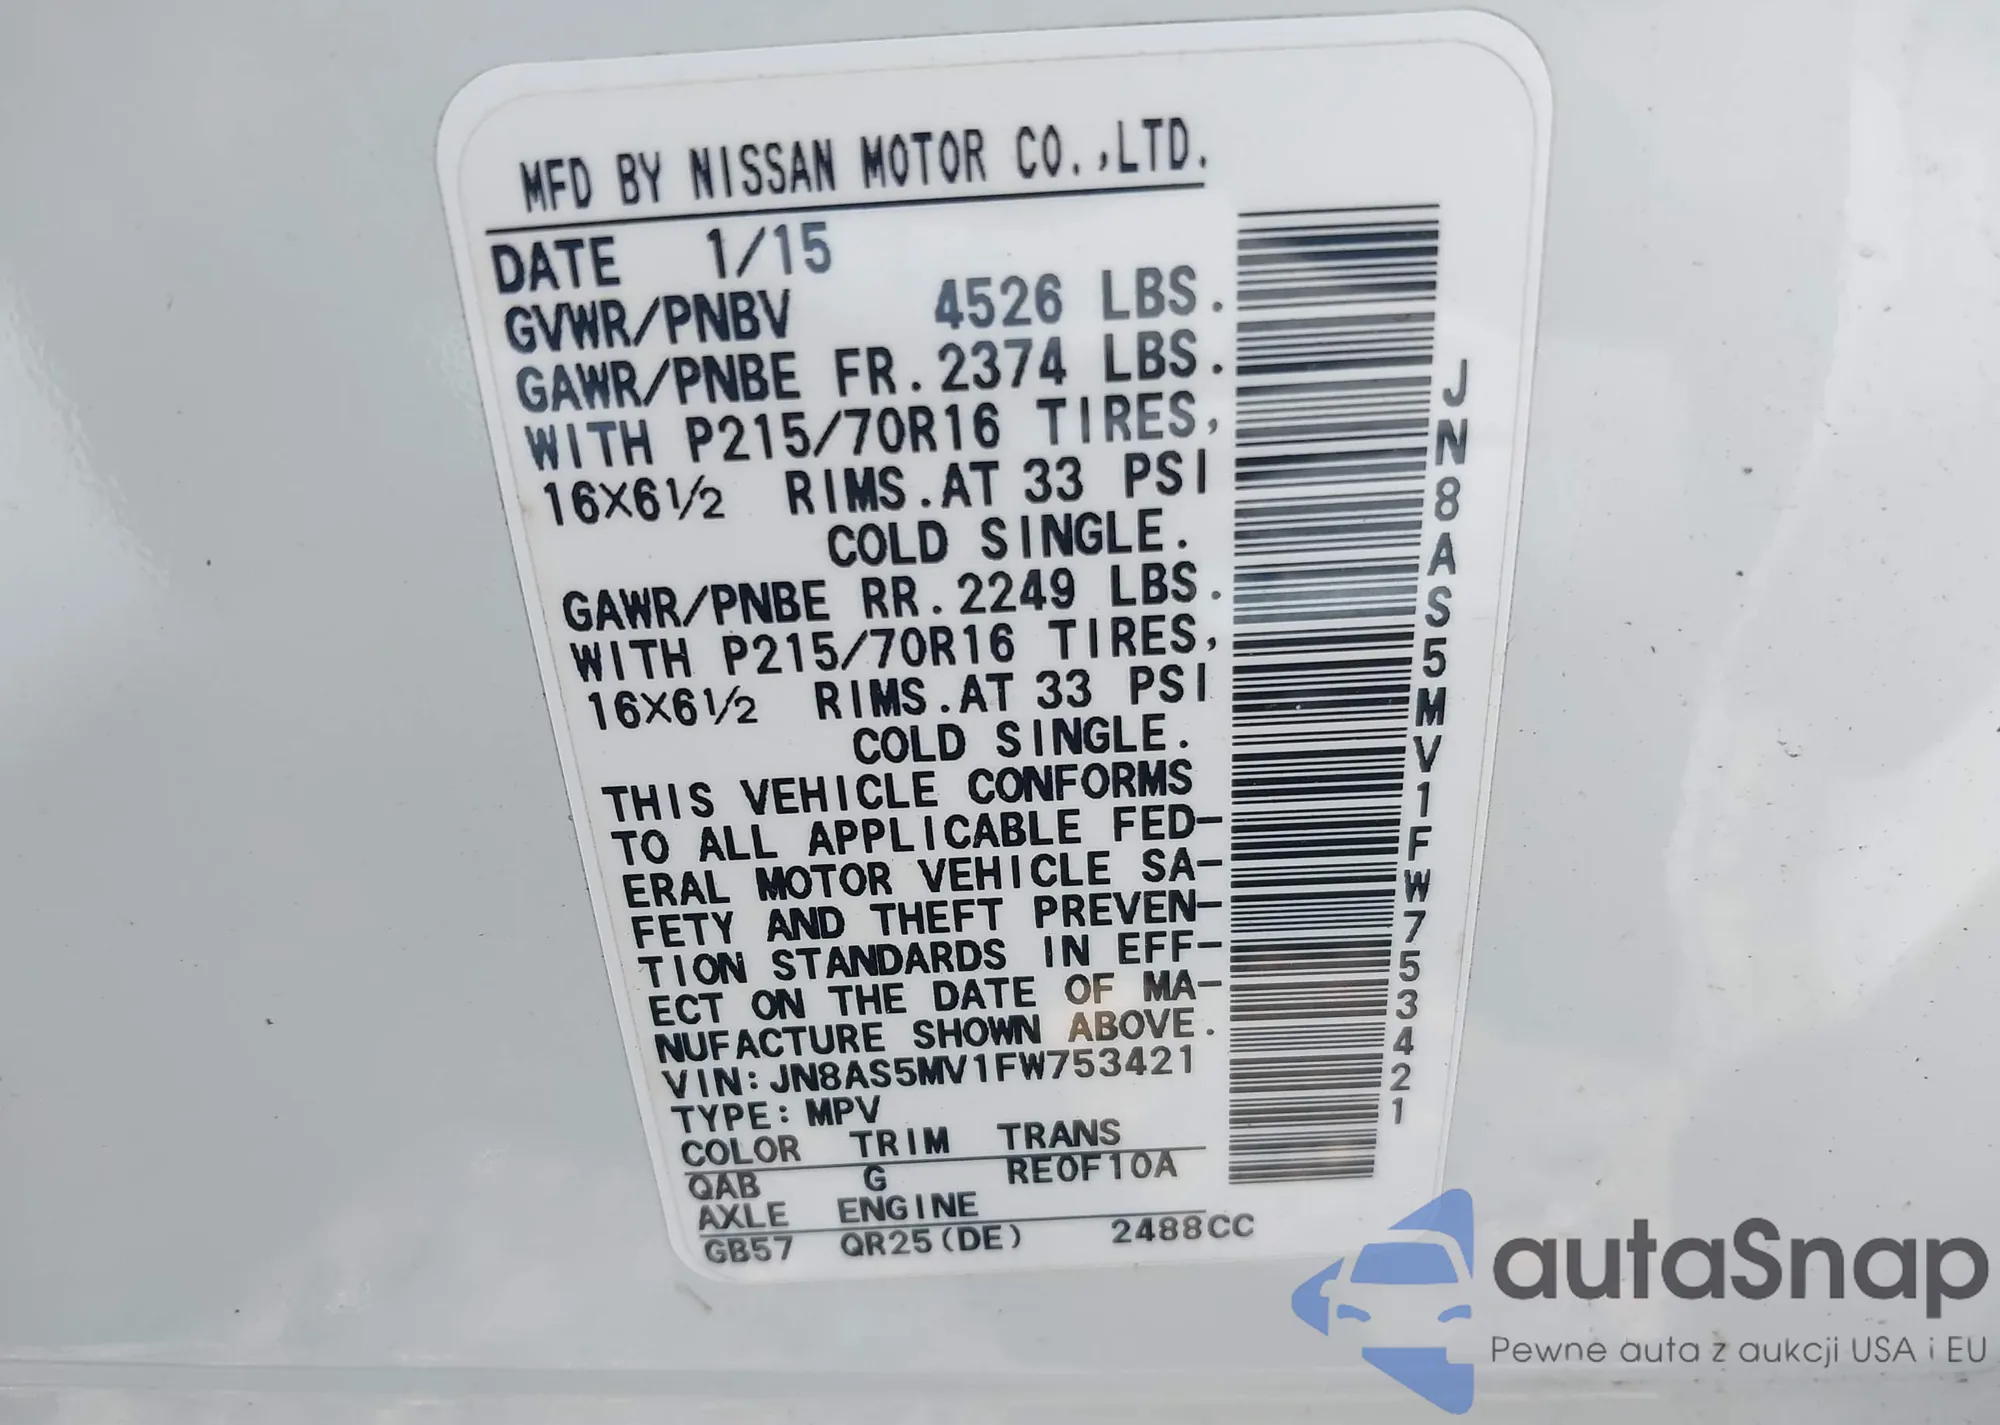 MFD BY NISSAN MOTOR CO.,LTD.
DATE 1/15
GVWR/PNBV 4526 LBS.
GAWR/PNBE FR.2374 LBS.
WITH P215/70R16 TIRES,
16X6½ RIMS.AT 33 PSI
COLD SINGLE.
GAWR/PNBE RR.2249 LBS.
WITH P215/70R16 TIRES,
16X6½ RIMS.AT 33 PSI
COLD SINGLE.
THIS VEHICLE CONFORMS
TO ALL APPLICABLE FED-
ERAL MOTOR VEHICLE SA-
FETY AND THEFT PREVEN-
TION STANDARDS IN EFF-
ECT ON THE DATE OF MA-
NUFACTURE SHOWN ABOVE.
VIN:JN8AS5MV1FW753421
TYPE:MPV
COLOR TRIM TRANS
QAB G RE0F10A
AXLE ENGINE
GB57 QR25(DE) 2488CC
JN8AS5MV1FW753421
autaSnap
Pewne auta z aukcji USA i EU